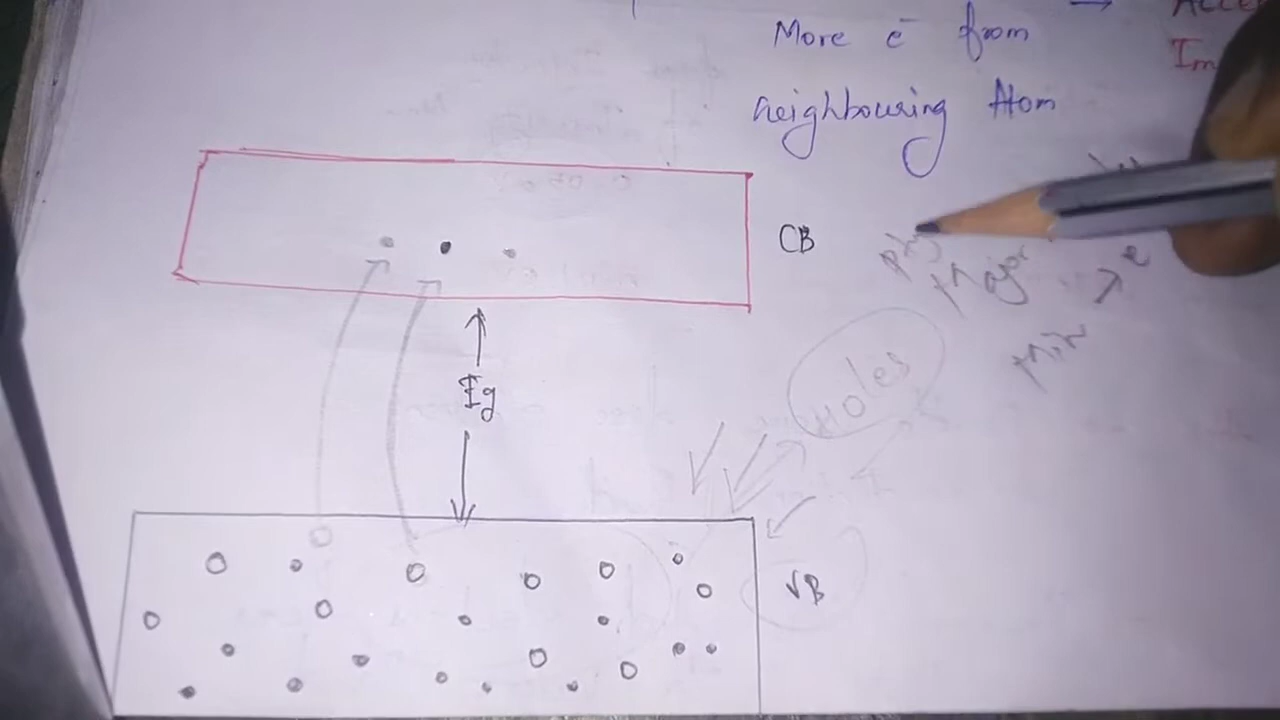 More e⁻ from →
neighbouring Atom
CB
Major
→ e
Min
Holes
Eg
VB